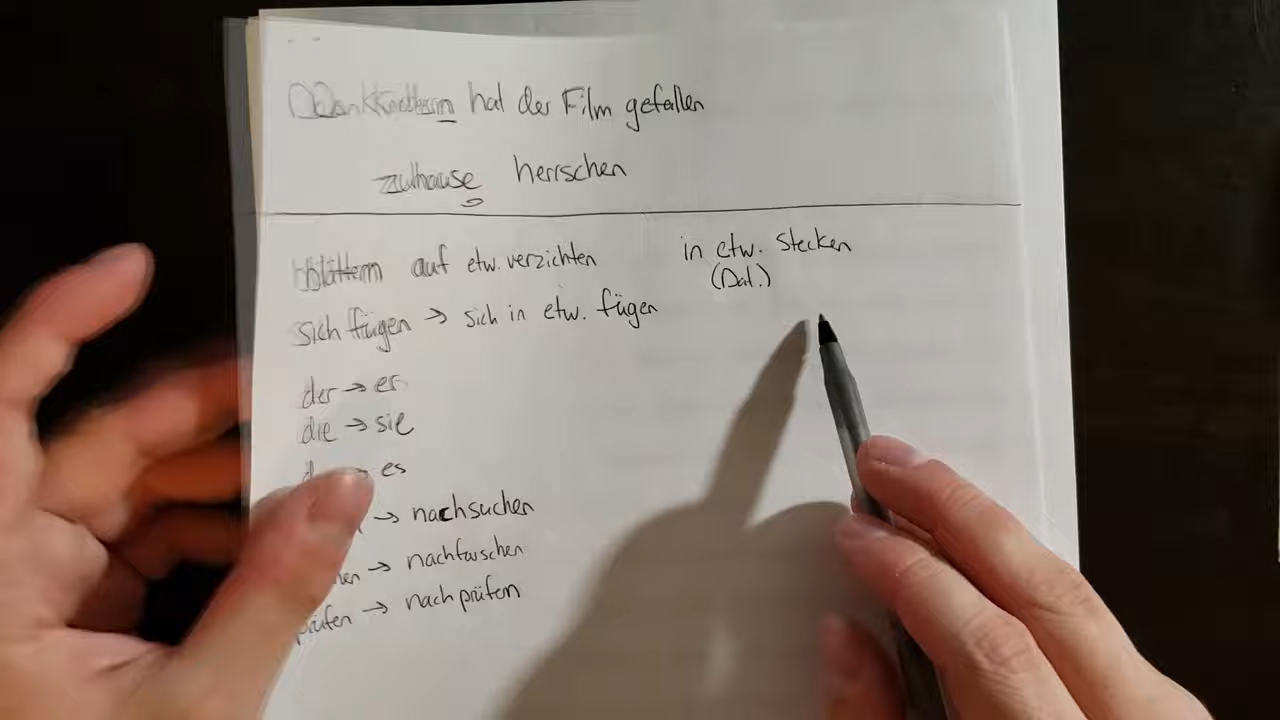 hat der Film gefallen
zuhause herrschen
blättern auf etw. verzichten
in etw. stecken
(Dat.)
sich fügen → sich in etw. fügen
der → er
die → sie
→ es
→ nachsuchen
→ nachforschen
prüfen → nachprüfen